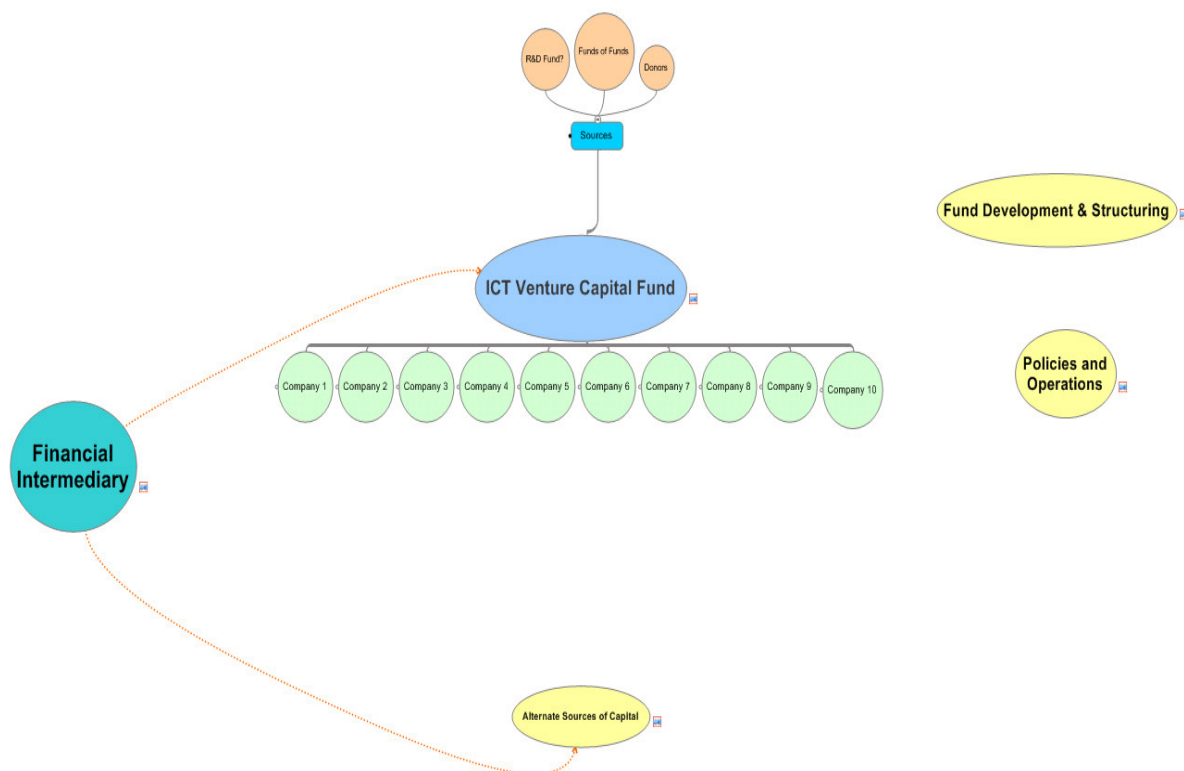 R&D Fund?
Funds of Funds
Donors
Sources
Fund Development & Structuring
ICT Venture Capital Fund
Policies and
Operations
Company 1
Company 2
Company 3
Company 4
Company 5
Company 6
Company 7
Company 8
Company 9
Company 10
Financial
Intermediary
Alternate Sources of Capital